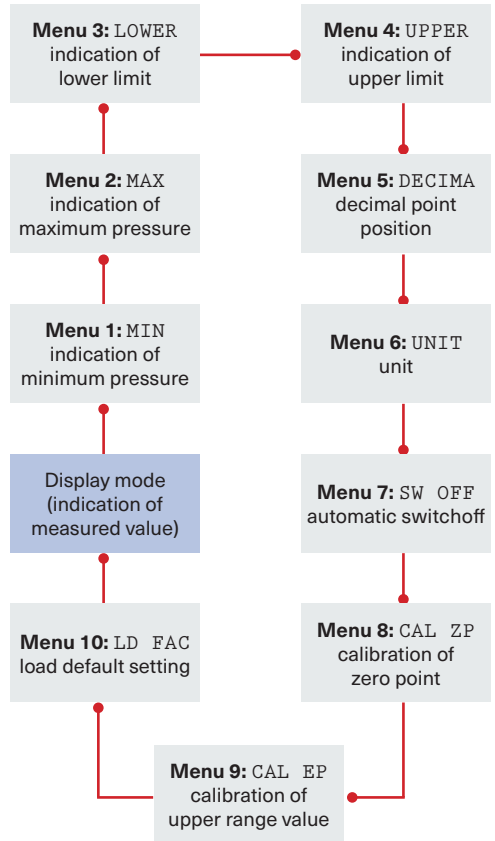 Menu 3: LOWER
indication of
lower limit
Menu 4: UPPER
indication of
upper limit
Menu 2: MAX
indication of
maximum pressure
Menu 5: DECIMA
decimal point
position
Menu 1: MIN
indication of
minimum pressure
Menu 6: UNIT
unit
Display mode
(indication of
measured value)
Menu 7: SW OFF
automatic switchoff
Menu 10: LD FAC
load default setting
Menu 8: CAL ZP
calibration of
zero point
Menu 9: CAL EP
calibration of
upper range value